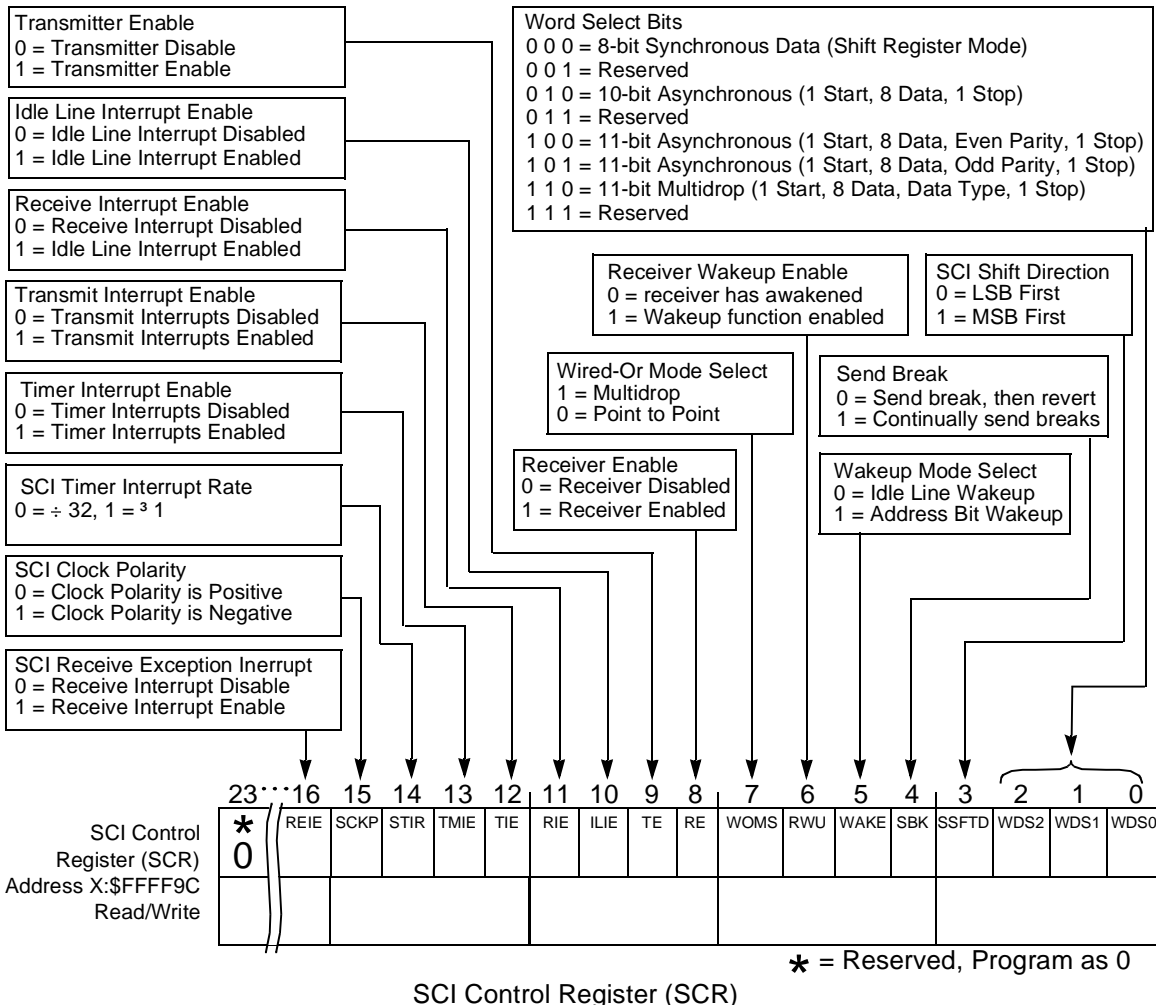 Transmitter Enable
0 = Transmitter Disable
1 = Transmitter Enable
Idle Line Interrupt Enable
0 = Idle Line Interrupt Disabled
1 = Idle Line Interrupt Enabled
Receive Interrupt Enable
0 = Receive Interrupt Disabled
1 = Idle Line Interrupt Enabled
Transmit Interrupt Enable
0 = Transmit Interrupts Disabled
1 = Transmit Interrupts Enabled
Timer Interrupt Enable
0 = Timer Interrupts Disabled
1 = Timer Interrupts Enabled
SCI Timer Interrupt Rate
0 = ÷ 32, 1 = ³ 1
SCI Clock Polarity
0 = Clock Polarity is Positive
1 = Clock Polarity is Negative
SCI Receive Exception Inerrupt
0 = Receive Interrupt Disable
1 = Receive Interrupt Enable
Word Select Bits
0 0 0 = 8-bit Synchronous Data (Shift Register Mode)
0 0 1 = Reserved
0 1 0 = 10-bit Asynchronous (1 Start, 8 Data, 1 Stop)
0 1 1 = Reserved
1 0 0 = 11-bit Asynchronous (1 Start, 8 Data, Even Parity, 1 Stop)
1 0 1 = 11-bit Asynchronous (1 Start, 8 Data, Odd Parity, 1 Stop)
1 1 0 = 11-bit Multidrop (1 Start, 8 Data, Data Type, 1 Stop)
1 1 1 = Reserved
Receiver Wakeup Enable
0 = receiver has awakened
1 = Wakeup function enabled
SCI Shift Direction
0 = LSB First
1 = MSB First
Wired-Or Mode Select
1 = Multidrop
0 = Point to Point
Send Break
0 = Send break, then revert
1 = Continually send breaks
Receiver Enable
0 = Receiver Disabled
1 = Receiver Enabled
Wakeup Mode Select
0 = Idle Line Wakeup
1 = Address Bit Wakeup
23 ··· 16 15 14 13 12 11 10 9 8 7 6 5 4 3 2 1 0
* REIE SCKP STIR TMIE TIE RIE ILIE TE RE WOMS RWU WAKE SBK SSFTD WDS2 WDS1 WDS0
0
SCI Control
Register (SCR)
Address X:$FFFF9C
Read/Write
* = Reserved, Program as 0
SCI Control Register (SCR)